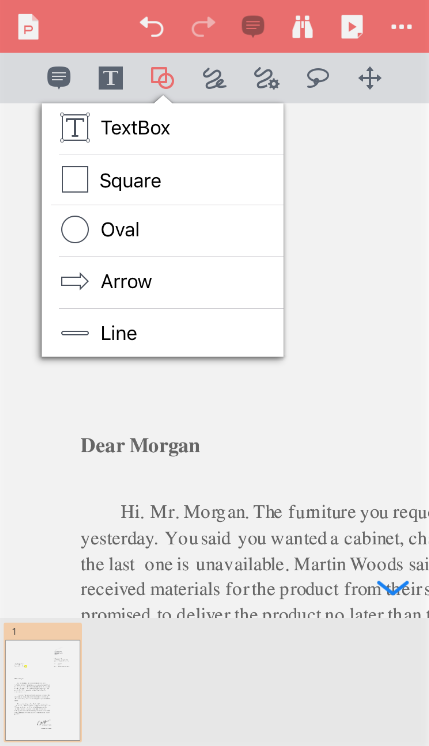 P
T
T TextBox
Square
Oval
Arrow
Line
Dear Morgan
Hi. Mr. Morgan. The furniture you requ
yesterday. You said you wanted a cabinet, ch
the last one is unavailable. Martin Woods sai
received materials for the product from theirs
promised to deliver the product no later than t
1